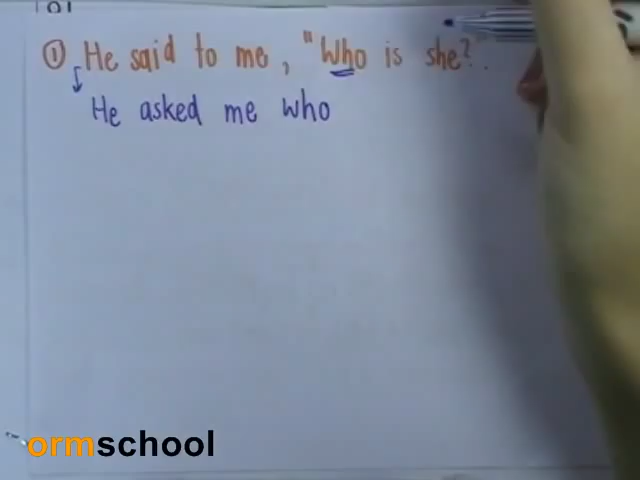 ① He said to me, "Who is she?".
He asked me who
ormschool